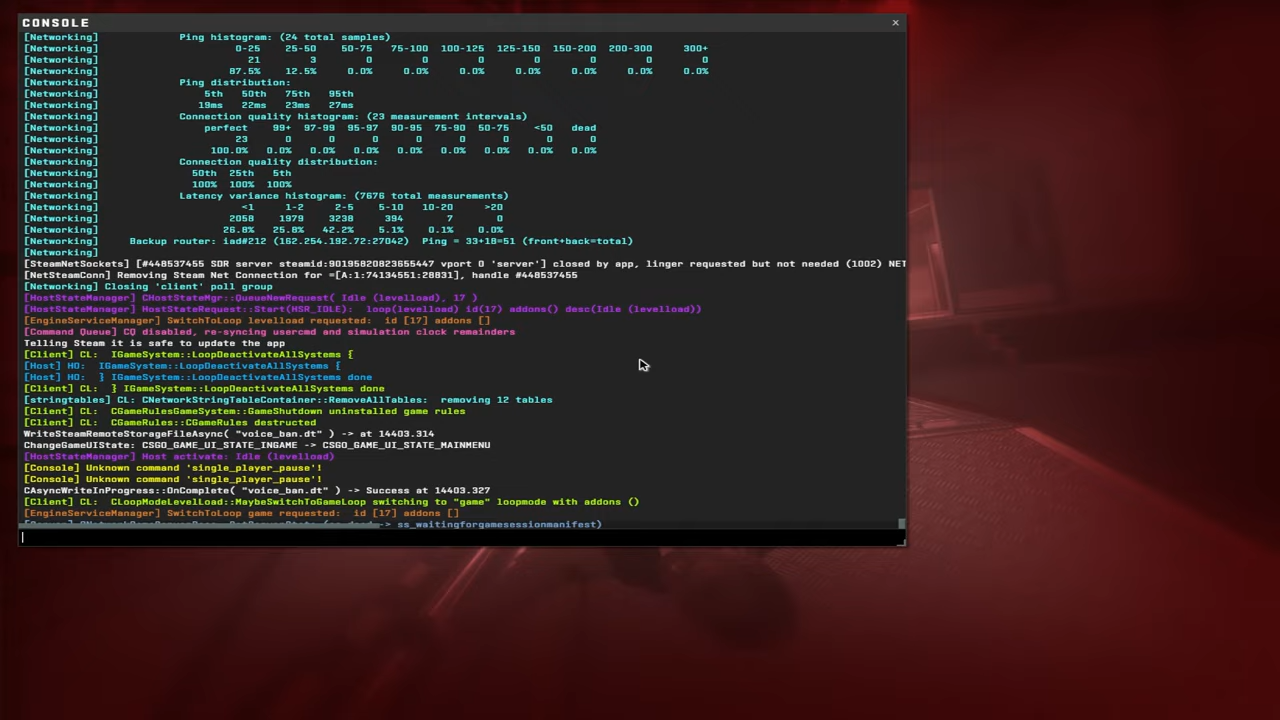 CONSOLE
[Networking] Ping histogram: (24 total samples)
[Networking] 0-25 25-50 50-75 75-100 100-125 125-150 150-200 200-300 300+
[Networking] 21 3 0 0 0 0 0 0 0
[Networking] 87.5% 12.5% 0.0% 0.0% 0.0% 0.0% 0.0% 0.0% 0.0%
[Networking] Ping distribution:
[Networking] 5th 50th 75th 95th
[Networking] 19ms 22ms 23ms 27ms
[Networking] Connection quality histogram: (23 measurement intervals)
[Networking] perfect 99+ 97-99 95-97 90-95 75-90 50-75 <50 dead
[Networking] 23 0 0 0 0 0 0 0 0
[Networking] 100.0% 0.0% 0.0% 0.0% 0.0% 0.0% 0.0% 0.0% 0.0%
[Networking] Connection quality distribution:
[Networking] 50th 25th 5th
[Networking] 100% 100% 100%
[Networking] Latency variance histogram: (7676 total measurements)
[Networking] <1 1-2 2-5 5-10 10-20 >20
[Networking] 2058 1979 3238 394 7 0
[Networking] 26.8% 25.8% 42.2% 5.1% 0.1% 0.0%
[Networking] Backup router: iad#212 (162.254.192.72:27042) Ping = 33+18=51 (front+back=total)
[Networking]
[SteamNetSockets] [#448537455 SDR server steamid:90195820823655447 vport 0 'server'] closed by app, linger requested but not needed (1002) NET
[NetSteamConn] Removing Steam Net Connection for =[A:1:74134551:28831], handle #448537455
[Networking] Closing 'client' poll group
[HostStateManager] CHostStateMgr::QueueNewRequest( Idle (levelload), 17 )
[HostStateManager] HostStateRequest::Start(HSR_IDLE): loop(levelload) id(17) addons() desc(Idle (levelload))
[EngineServiceManager] SwitchToLoop levelload requested: id [17] addons []
[Command Queue] CQ disabled, re-syncing usercmd and simulation clock remainders
Telling Steam it is safe to update the app
[Client] CL: IGameSystem::LoopDeactivateAllSystems {
[Host] HO: IGameSystem::LoopDeactivateAllSystems {
[Host] HO: } IGameSystem::LoopDeactivateAllSystems done
[Client] CL: } IGameSystem::LoopDeactivateAllSystems done
[stringtables] CL: CNetworkStringTableContainer::RemoveAllTables: removing 12 tables
[Client] CL: CGameRulesGameSystem::GameShutdown uninstalled game rules
[Client] CL: CGameRules::CGameRules destructed
WriteSteamRemoteStorageFileAsync( "voice_ban.dt" ) -> at 14403.314
ChangeGameUIState: CSGO_GAME_UI_STATE_INGAME -> CSGO_GAME_UI_STATE_MAINMENU
[HostStateManager] Host activate: Idle (levelload)
[Console] Unknown command 'single_player_pause'!
[Console] Unknown command 'single_player_pause'!
CAsyncWriteInProgress::OnComplete( "voice_ban.dt" ) -> Success at 14403.327
[Client] CL: CLoopModeLevelLoad::MaybeSwitchToGameLoop switching to "game" loopmode with addons ()
[EngineServiceManager] SwitchToLoop game requested: id [17] addons []
-> ss_waitingforgamesessionmanifest)